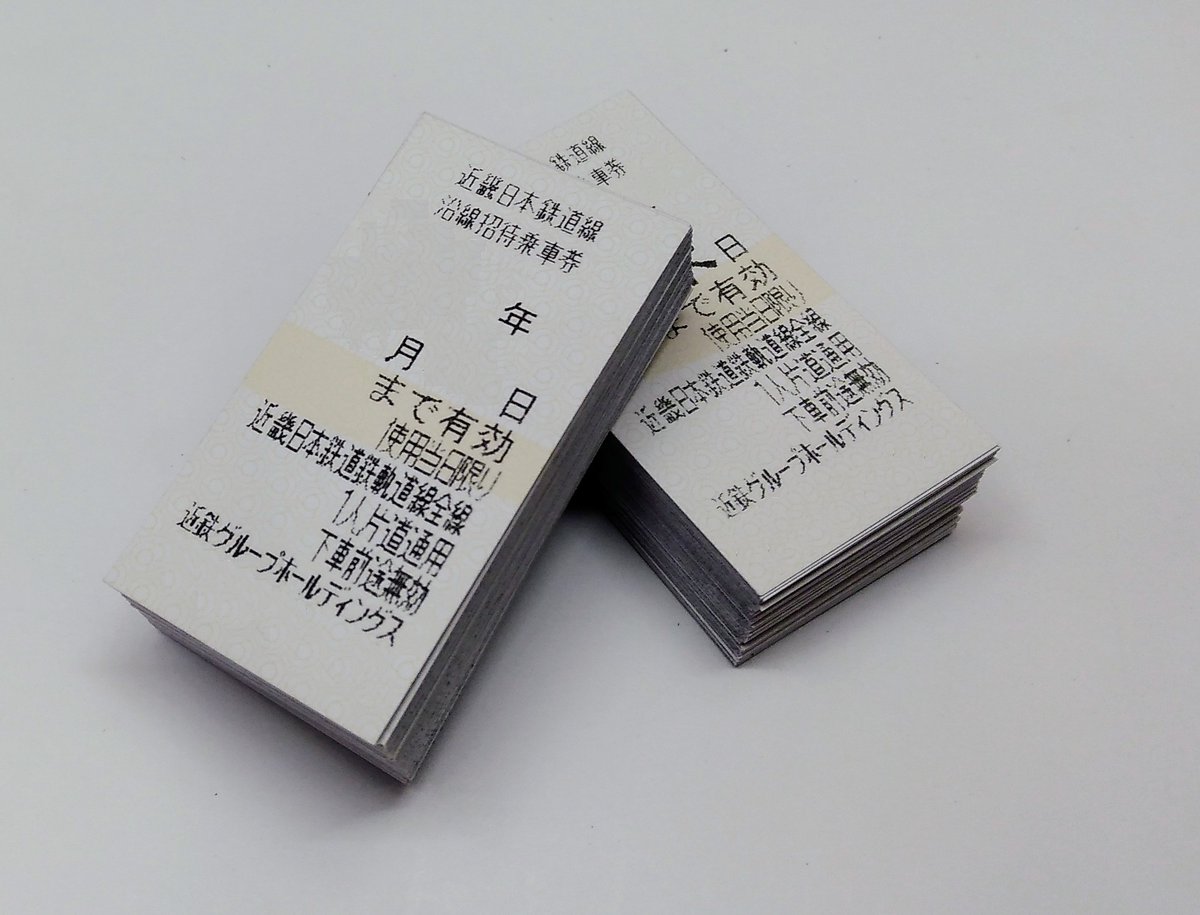 近畿日本鉄道線
沿線招待乗車券
年
月
日
まで有効
使用当日限り
近畿日本鉄道鉄軌道線全線
1人片道通用
下車前途無効
近鉄グループホールディングス
鉄道線
車券
日
で有効
使用当日限り
近畿日本鉄道鉄軌道線全線
1人片道通用
下車前途無効
近鉄グループホールディングス